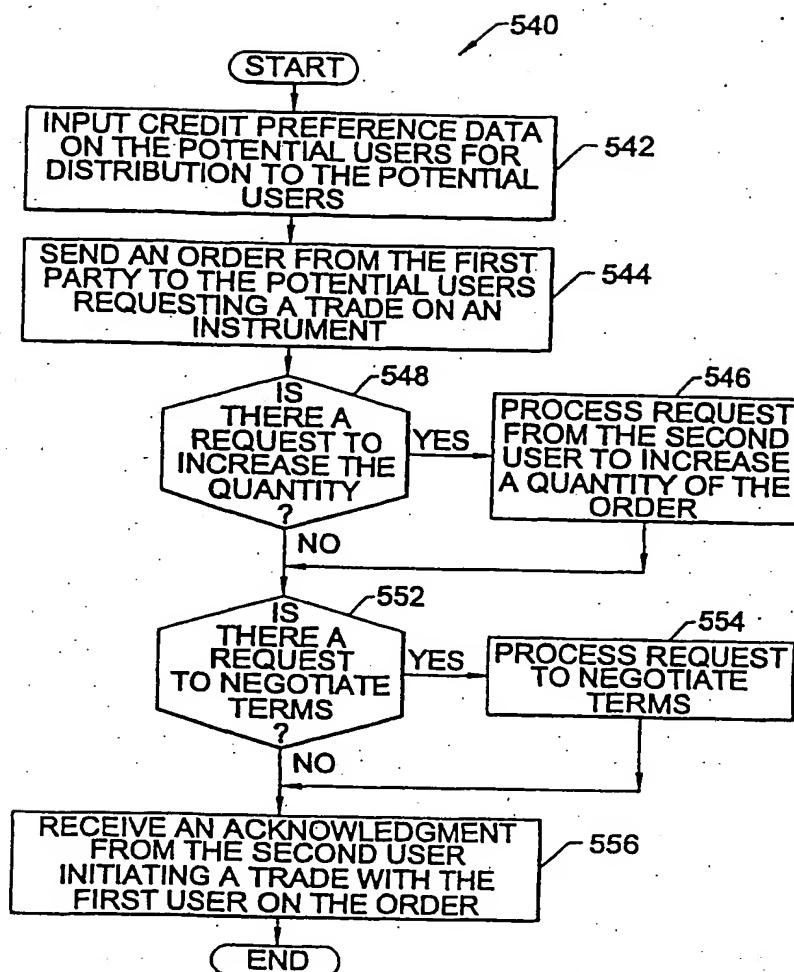 540
START
INPUT CREDIT PREFERENCE DATA
ON THE POTENTIAL USERS FOR
DISTRIBUTION TO THE POTENTIAL
USERS
542
SEND AN ORDER FROM THE FIRST
PARTY TO THE POTENTIAL USERS
REQUESTING A TRADE ON AN
INSTRUMENT
544
548
IS
THERE A
REQUEST TO
INCREASE THE
QUANTITY
?
YES
546
PROCESS REQUEST
FROM THE SECOND
USER TO INCREASE
A QUANTITY OF THE
ORDER
NO
552
IS
THERE A
REQUEST
TO NEGOTIATE
TERMS
?
YES
554
PROCESS REQUEST
TO NEGOTIATE
TERMS
NO
RECEIVE AN ACKNOWLEDGMENT
FROM THE SECOND USER
INITIATING A TRADE WITH THE
FIRST USER ON THE ORDER
556
END